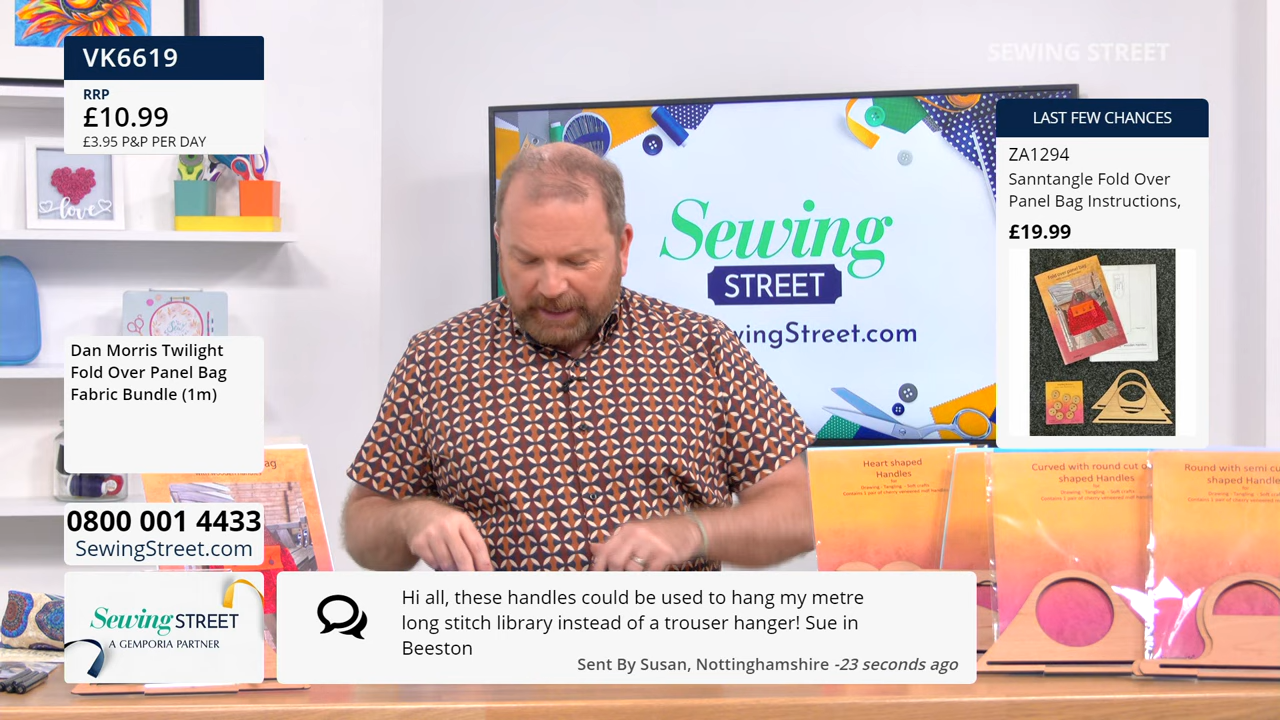 VK6619
RRP
£10.99
£3.95 P&P PER DAY
love
Dan Morris Twilight
Fold Over Panel Bag
Fabric Bundle (1m)
0800 001 4433
SewingStreet.com
Sewing STREET
A GEMPORIA PARTNER
SEWING STREET
Sewing
STREET
wingStreet.com
LAST FEW CHANCES
ZA1294
Sanntangle Fold Over
Panel Bag Instructions,
£19.99
Heart shaped
Handles
Curved with round cut o
shaped Handles
Round with semi cu
shaped Handles
Hi all, these handles could be used to hang my metre
long stitch library instead of a trouser hanger! Sue in
Beeston
Sent By Susan, Nottinghamshire -23 seconds ago